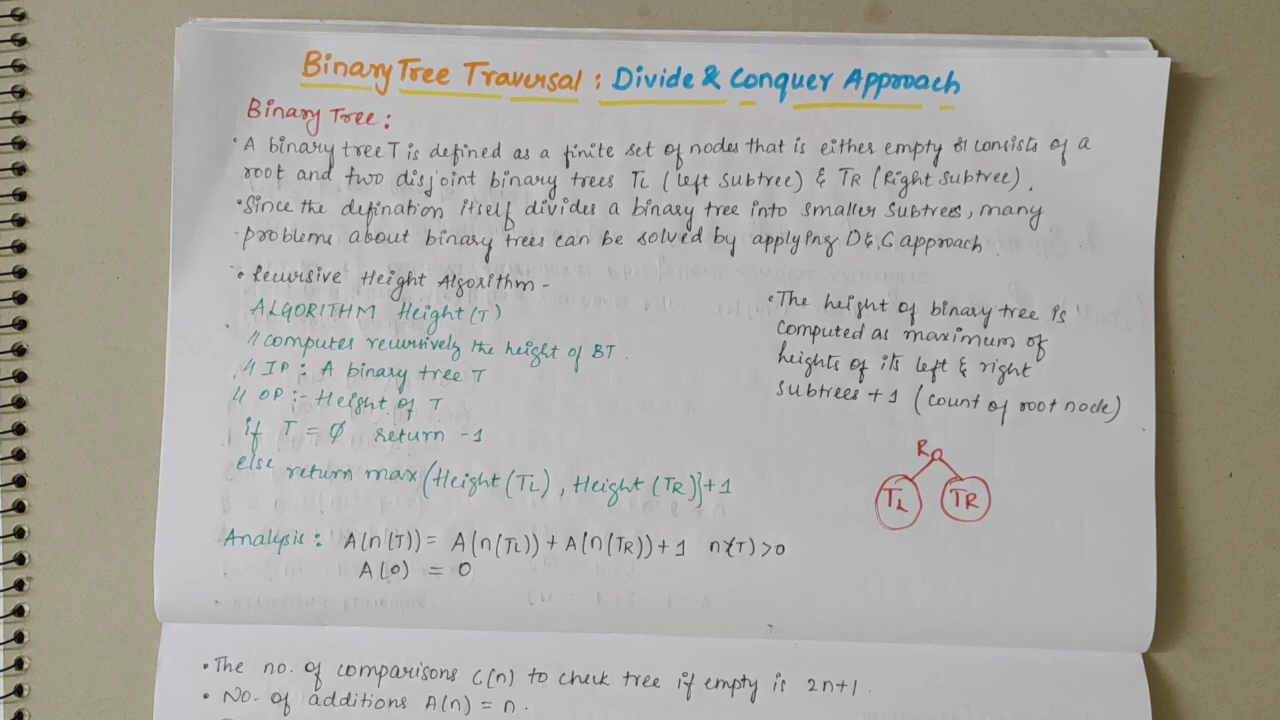 Binary Tree Traversal : Divide & Conquer Approach
Binary Tree :
• A binary tree T is defined as a finite set of nodes that is either empty or consists of a
root and two disjoint binary trees TL (left subtree) & TR (Right subtree).
• Since the defination itself divides a binary tree into smaller subtrees, many
problems about binary trees can be solved by applying D & C approach.
• Recursive Height Algorithm -
ALGORITHM Height(T)
// computes recursively the height of BT.
// IP : A binary tree T
// OP :- Height of T
if T = Ø return -1
else return max {Height (TL), Height (TR)}+1
• The height of binary tree is
computed as maximum of
heights of its left & right
subtrees + 1 (count of root node)
R
TL TR
Analysis : A(n(T)) = A(n(TL)) + A(n(TR)) + 1 n(T) > 0
A(0) = 0
• The no. of comparisons C(n) to check tree if empty is 2n+1.
• No. of additions A(n) = n.